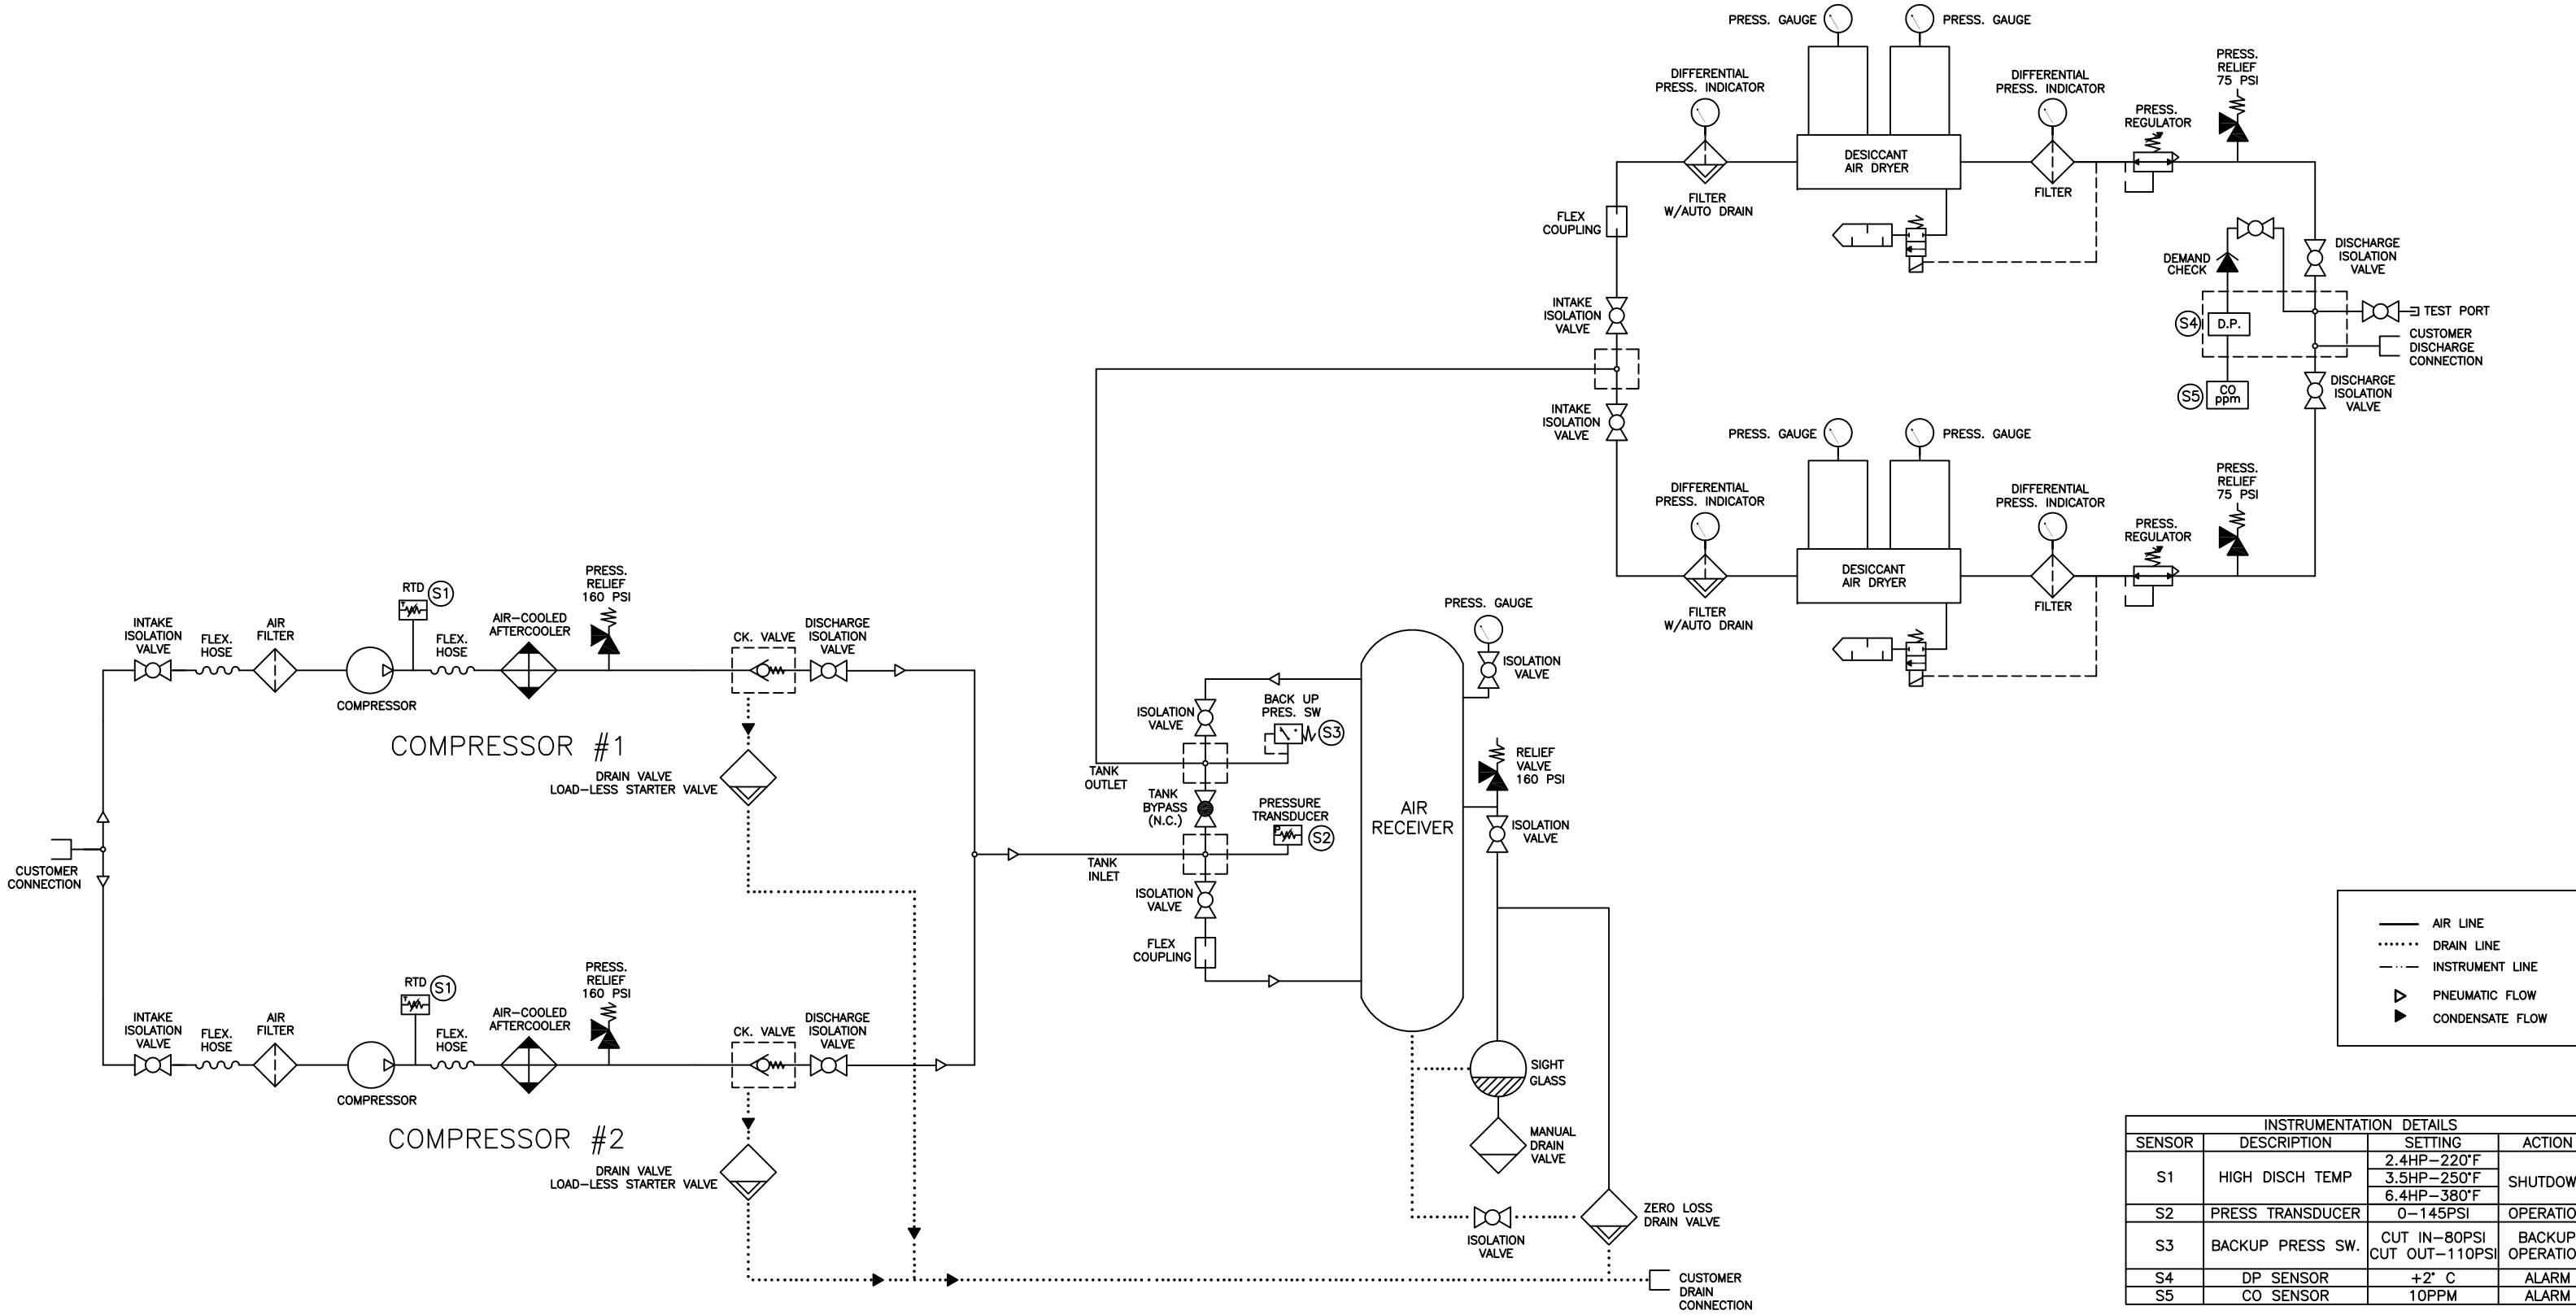 PRESS. GAUGE
PRESS. GAUGE
DIFFERENTIAL
PRESS. INDICATOR
DIFFERENTIAL
PRESS. INDICATOR
PRESS.
RELIEF
75 PSI
PRESS.
REGULATOR
DESICCANT
AIR DRYER
FILTER
W/AUTO DRAIN
FILTER
FLEX
COUPLING
DEMAND
CHECK
DISCHARGE
ISOLATION
VALVE
INTAKE
ISOLATION
VALVE
S4
D.P.
TEST PORT
CUSTOMER
DISCHARGE
CONNECTION
S5
CO
ppm
DISCHARGE
ISOLATION
VALVE
INTAKE
ISOLATION
VALVE
PRESS. GAUGE
PRESS. GAUGE
DIFFERENTIAL
PRESS. INDICATOR
DIFFERENTIAL
PRESS. INDICATOR
PRESS.
RELIEF
75 PSI
PRESS.
REGULATOR
DESICCANT
AIR DRYER
FILTER
W/AUTO DRAIN
FILTER
INTAKE
ISOLATION
VALVE
FLEX.
HOSE
AIR
FILTER
RTD
S1
T
FLEX.
HOSE
AIR-COOLED
AFTERCOOLER
PRESS.
RELIEF
160 PSI
CK. VALVE
DISCHARGE
ISOLATION
VALVE
COMPRESSOR
COMPRESSOR #1
DRAIN VALVE
LOAD-LESS STARTER VALVE
PRESS. GAUGE
ISOLATION
VALVE
ISOLATION
VALVE
BACK UP
PRES. SW
S3
TANK
OUTLET
TANK
BYPASS
(N.C.)
PRESSURE
TRANSDUCER
P
S2
TANK
INLET
ISOLATION
VALVE
FLEX
COUPLING
AIR
RECEIVER
RELIEF
VALVE
160 PSI
ISOLATION
VALVE
CUSTOMER
CONNECTION
INTAKE
ISOLATION
VALVE
FLEX.
HOSE
AIR
FILTER
RTD
S1
T
FLEX.
HOSE
AIR-COOLED
AFTERCOOLER
PRESS.
RELIEF
160 PSI
CK. VALVE
DISCHARGE
ISOLATION
VALVE
COMPRESSOR
COMPRESSOR #2
DRAIN VALVE
LOAD-LESS STARTER VALVE
SIGHT
GLASS
MANUAL
DRAIN
VALVE
ZERO LOSS
DRAIN VALVE
ISOLATION
VALVE
CUSTOMER
DRAIN
CONNECTION
AIR LINE
DRAIN LINE
INSTRUMENT LINE
PNEUMATIC FLOW
CONDENSATE FLOW
INSTRUMENTATION DETAILS
SENSOR DESCRIPTION SETTING ACTION
S1 HIGH DISCH TEMP 2.4HP-220°F
3.5HP-250°F
6.4HP-380°F
SHUTDOW
S2 PRESS TRANSDUCER 0-145PSI OPERATIO
S3 BACKUP PRESS SW. CUT IN-80PSI BACKUP
CUT OUT-110PSI OPERATIO
S4 DP SENSOR +2° C ALARM
S5 CO SENSOR 10PPM ALARM